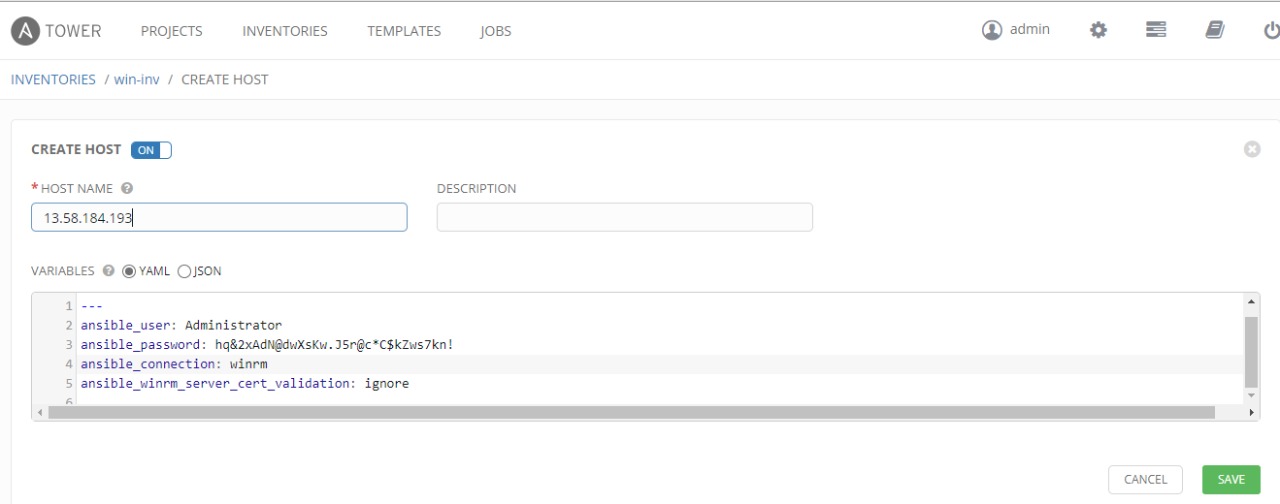 A TOWER PROJECTS INVENTORIES TEMPLATES JOBS admin
INVENTORIES / win-inv / CREATE HOST
CREATE HOST ON
* HOST NAME ? DESCRIPTION
13.58.184.193
VARIABLES ? YAML JSON
1 ---
2 ansible_user: Administrator
3 ansible_password: hq&2xAdN@dwXsKw.J5r@c*C$kZws7kn!
4 ansible_connection: winrm
5 ansible_winrm_server_cert_validation: ignore
6
CANCEL SAVE